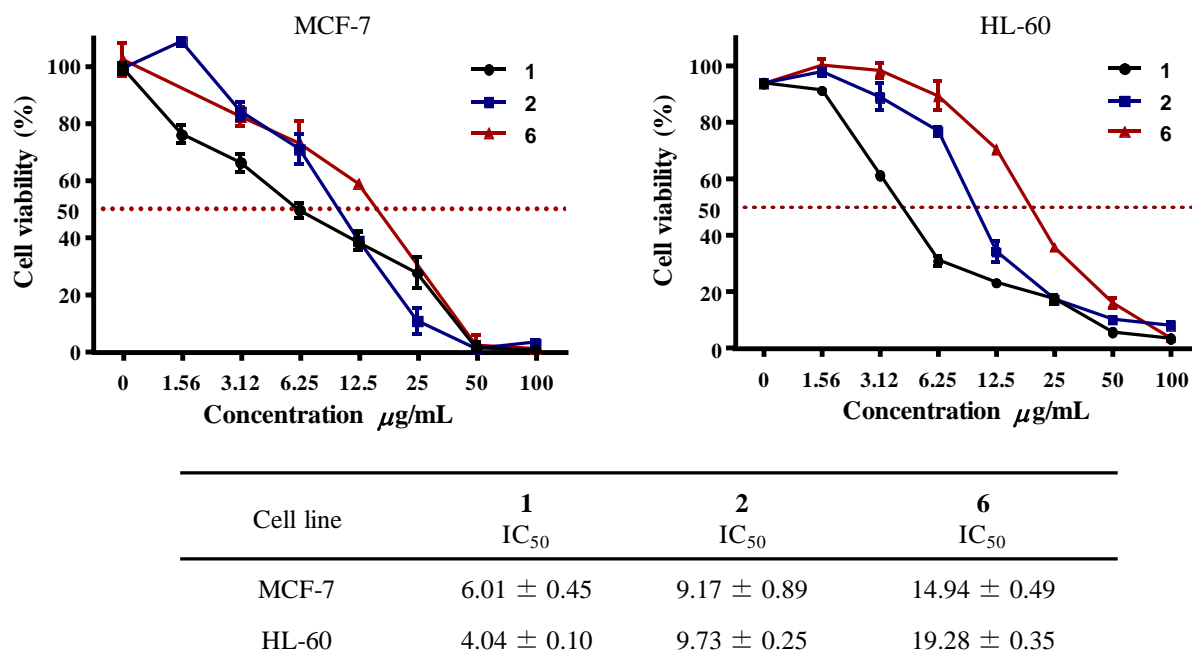 MCF-7
100
80
60
50
40
20
0
Cell viability (%)
1
2
6
0 1.56 3.12 6.25 12.5 25 50 100
Concentration μg/mL
HL-60
100
80
60
50
40
20
0
Cell viability (%)
1
2
6
0 1.56 3.12 6.25 12.5 25 50 100
Concentration μg/mL
Cell line 1 2 6
IC₅₀ IC₅₀ IC₅₀
MCF-7 6.01 ± 0.45 9.17 ± 0.89 14.94 ± 0.49
HL-60 4.04 ± 0.10 9.73 ± 0.25 19.28 ± 0.35